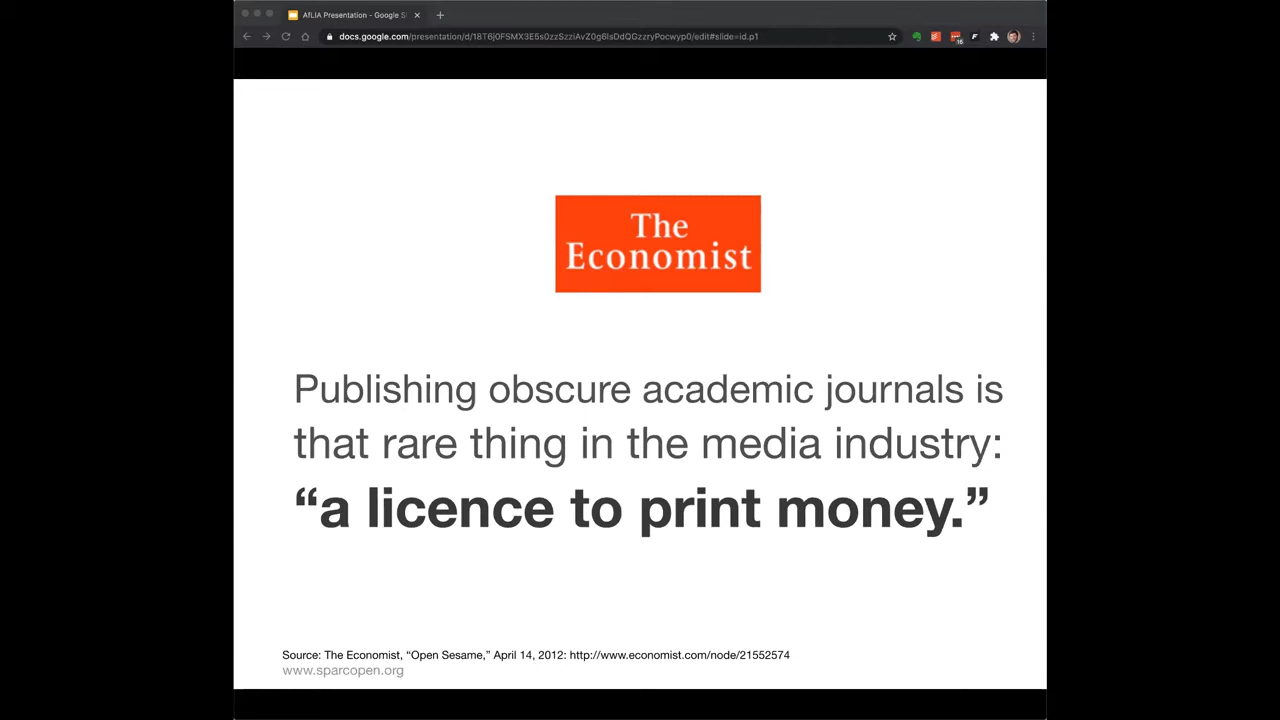 AfLIA Presentation - Google Sl
docs.google.com/presentation/d/18T6j0FSMX3E5s0zzSzziAvZ0g6lsDdQGzzryPocwyp0/edit#slide=id.p1
16
The
Economist
Publishing obscure academic journals is
that rare thing in the media industry:
“a licence to print money.”
Source: The Economist, “Open Sesame,” April 14, 2012: http://www.economist.com/node/21552574
www.sparcopen.org